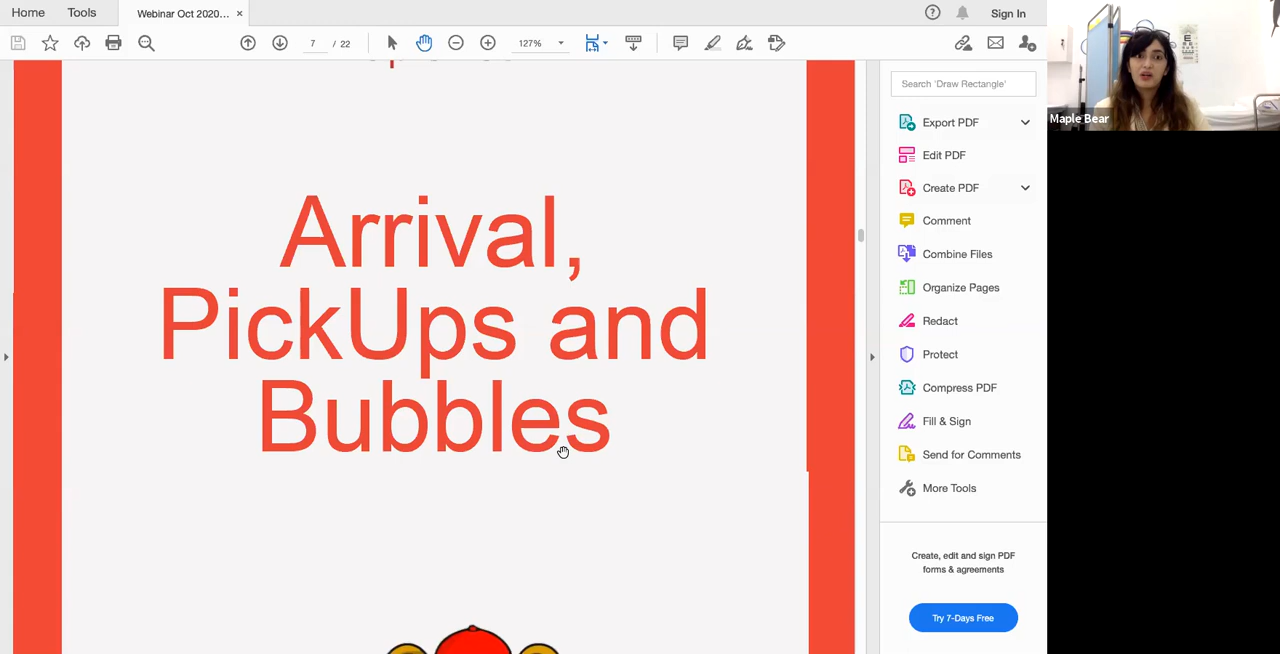 Home
Tools
Webinar Oct 2020...
Sign In
7 / 22
127%
Arrival,
PickUps and
Bubbles
Search 'Draw Rectangle'
Export PDF
Edit PDF
Create PDF
Comment
Combine Files
Organize Pages
Redact
Protect
Compress PDF
Fill & Sign
Send for Comments
More Tools
Create, edit and sign PDF
forms & agreements
Try 7-Days Free
Maple Bear